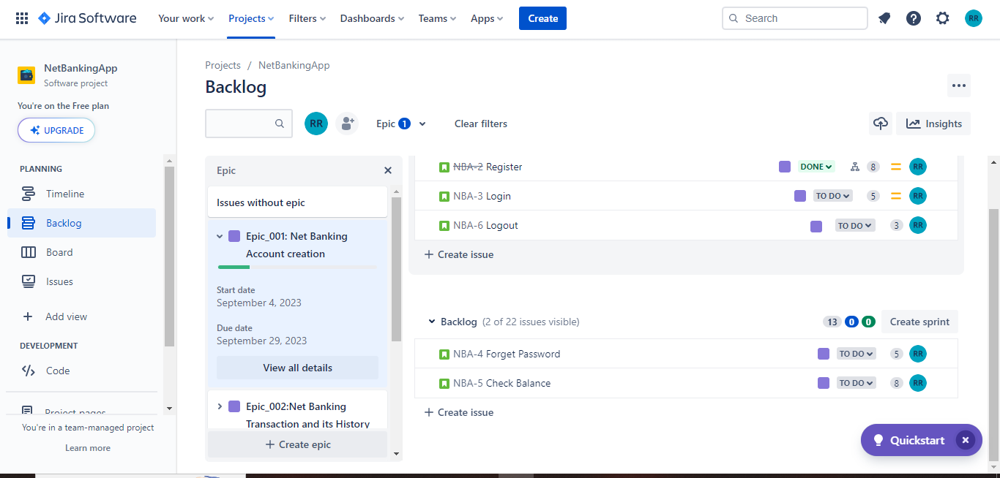 Jira Software Your work Projects Filters Dashboards Teams Apps Create Search RR
NetBankingApp
Software project
You're on the Free plan
UPGRADE
PLANNING
Timeline
Backlog
Board
Issues
Add view
DEVELOPMENT
Code
Project pages
You're in a team-managed project
Learn more
Projects / NetBankingApp
Backlog
RR Epic 1 Clear filters Insights
Epic
Issues without epic
Epic_001: Net Banking
Account creation
Start date
September 4, 2023
Due date
September 29, 2023
View all details
Epic_002:Net Banking
Transaction and its History
+ Create epic
NBA-2 Register DONE 8 RR
NBA-3 Login TO DO 5 RR
NBA-6 Logout TO DO 3 RR
+ Create issue
Backlog (2 of 22 issues visible) 13 0 0 Create sprint
NBA-4 Forget Password TO DO 5 RR
NBA-5 Check Balance TO DO 8 RR
+ Create issue
Quickstart